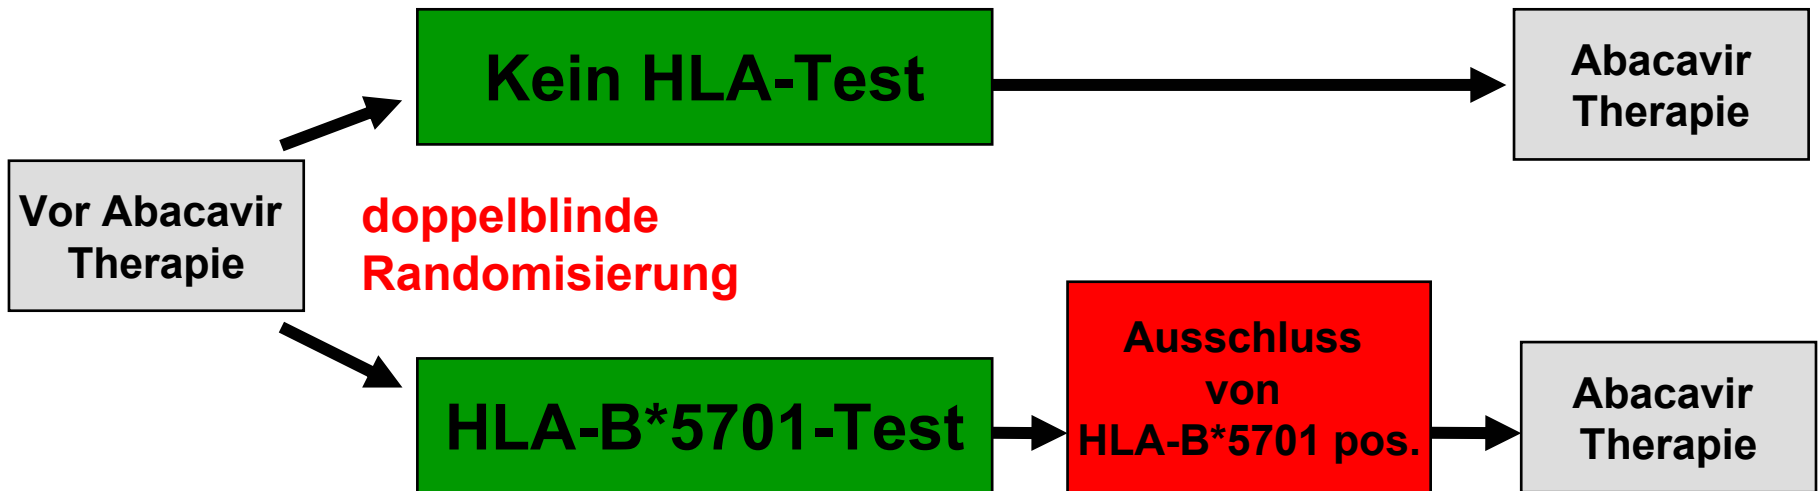 Kein HLA-Test
Abacavir
Therapie
Vor Abacavir
Therapie
doppelblinde
Randomisierung
HLA-B*5701-Test
Ausschluss
von
HLA-B*5701 pos.
Abacavir
Therapie